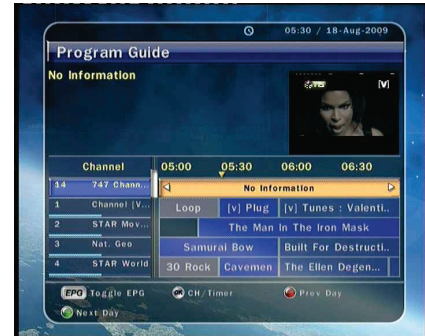 05:30 / 18-Aug-2009
Program Guide
No Information
[V]
Channel 05:00 05:30 06:00 06:30
14 747 Chann... No Information
1 Channel [V... Loop [v] Plug [v] Tunes : Valenti..
2 STAR Mov... The Man In The Iron Mask
3 Nat. Geo Samurai Bow Built For Destructi..
4 STAR World 30 Rock Cavemen The Ellen Degen...
EPG Toggle EPG OK CH/Timer Prev Day
Next Day